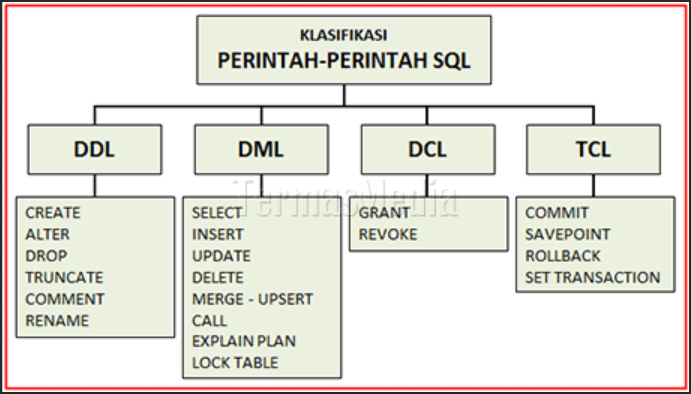 KLASIFIKASI
PERINTAH-PERINTAH SQL
DDL
DML
DCL
TCL
TermasMedia
CREATE
ALTER
DROP
TRUNCATE
COMMENT
RENAME
SELECT
INSERT
UPDATE
DELETE
MERGE - UPSERT
CALL
EXPLAIN PLAN
LOCK TABLE
GRANT
REVOKE
COMMIT
SAVEPOINT
ROLLBACK
SET TRANSACTION